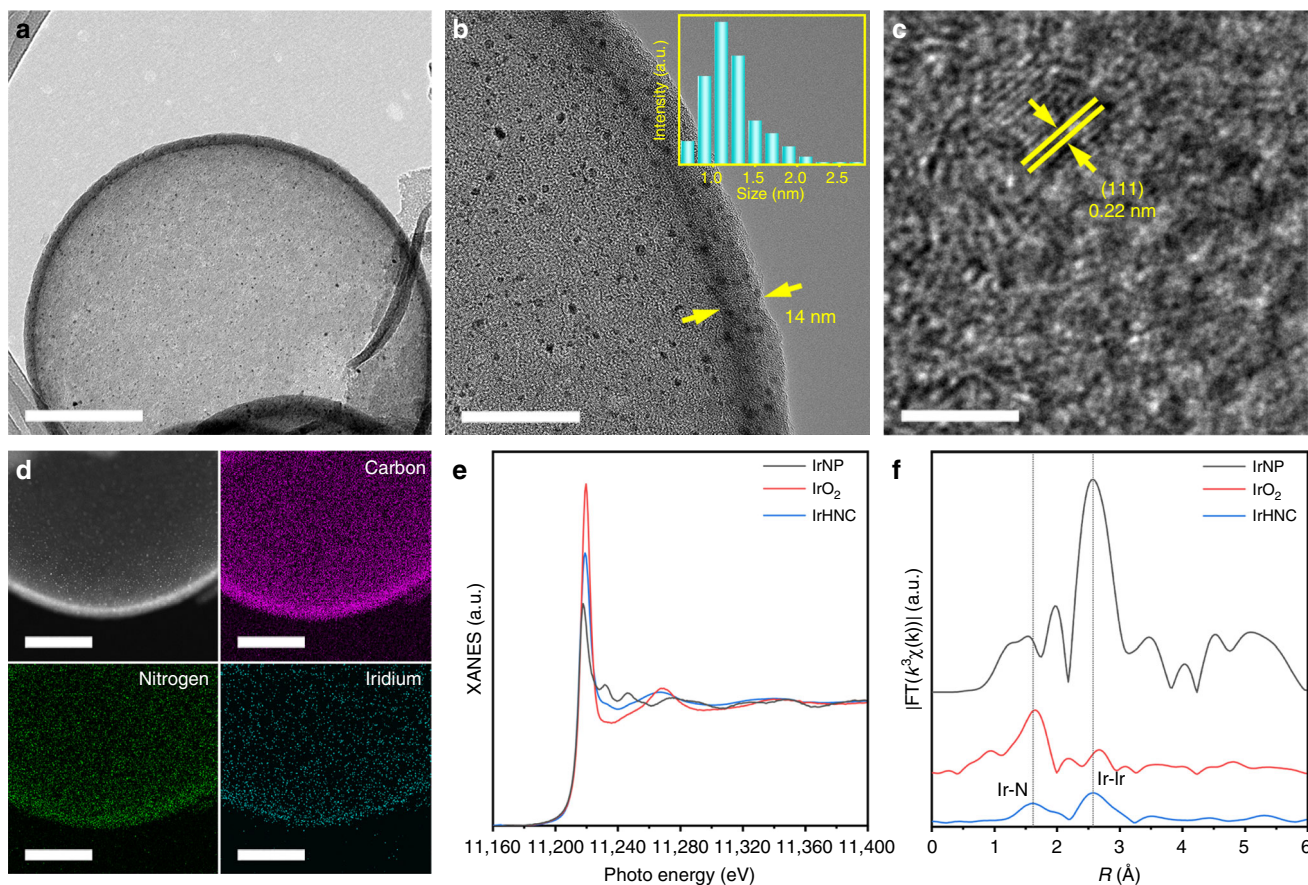 a
b
Intensity (a.u.)
1.0 1.5 2.0 2.5
Size (nm)
14 nm
c
(111)
0.22 nm
d
Carbon
Nitrogen
Iridium
e
IrNP
IrO₂
IrHNC
XANES (a.u.)
11,160 11,200 11,240 11,280 11,320 11,360 11,400
Photo energy (eV)
f
IrNP
IrO₂
IrHNC
|FT(k³χ(k))| (a.u.)
Ir-N
Ir-Ir
0 1 2 3 4 5 6
R (Å)